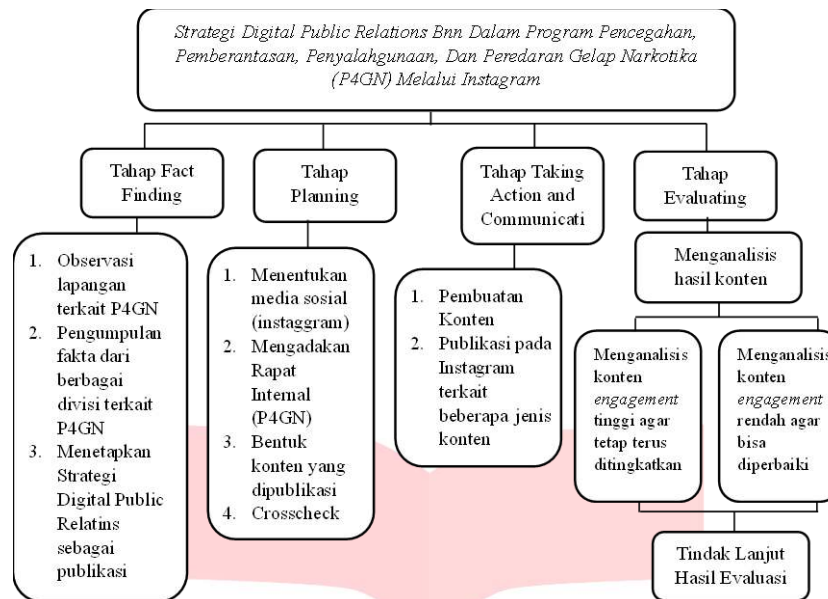 Strategi Digital Public Relations Bnn Dalam Program Pencegahan,
Pemberantasan, Penyalahgunaan, Dan Peredaran Gelap Narkotika
(P4GN) Melalui Instagram
Tahap Fact
Finding
Tahap
Planning
Tahap Taking
Action and
Communicati
Tahap
Evaluating
1. Observasi
lapangan
terkait P4GN
2. Pengumpulan
fakta dari
berbagai
divisi terkait
P4GN
3. Menetapkan
Strategi
Digital Public
Relatins
sebagai
publikasi
1. Menentukan
media sosial
(instaggram)
2. Mengadakan
Rapat
Internal
(P4GN)
3. Bentuk
konten yang
dipublikasi
4. Crosscheck
1. Pembuatan
Konten
2. Publikasi pada
Instagram
terkait
beberapa jenis
konten
Menganalisis
hasil konten
Menganalisis
konten
engagement
tinggi agar
tetap terus
ditingkatkan
Menganalisis
konten
engagement
rendah agar
bisa
diperbaiki
Tindak Lanjut
Hasil Evaluasi